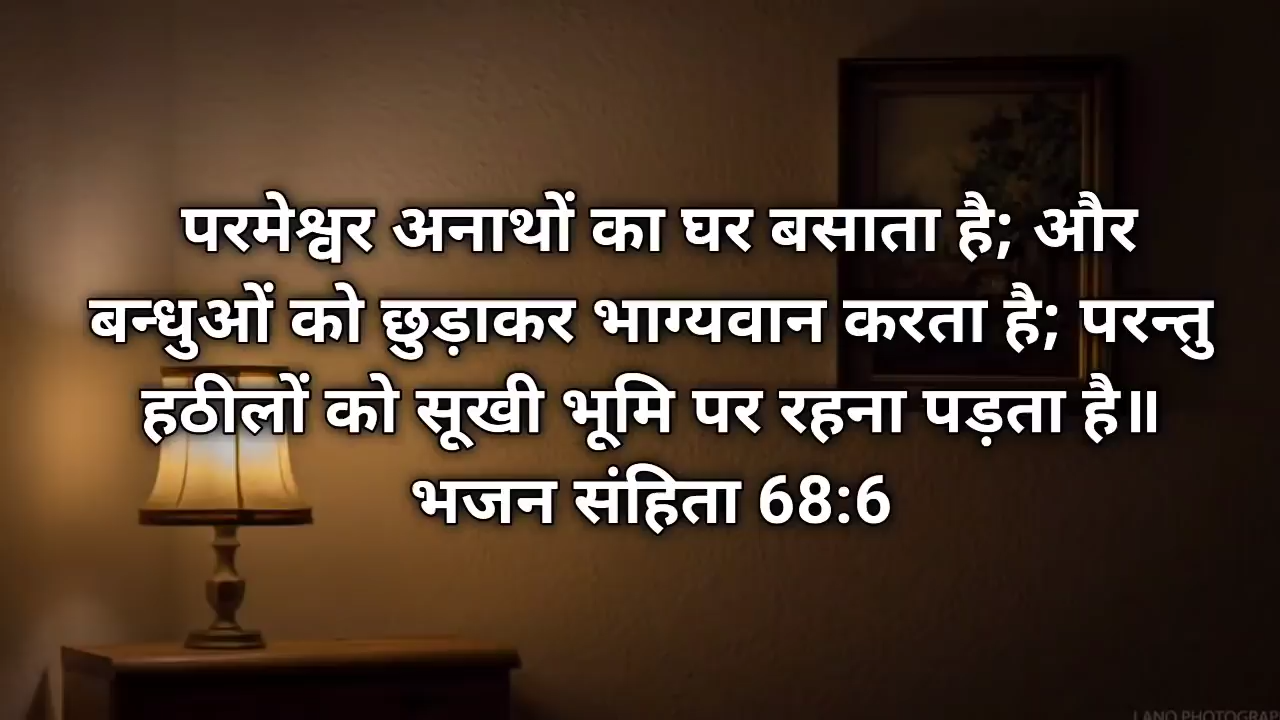 परमेश्वर अनाथों का घर बसाता है; और
बन्धुओं को छुड़ाकर भाग्यवान करता है; परन्तु
हठीलों को सूखी भूमि पर रहना पड़ता है॥
भजन संहिता 68:6